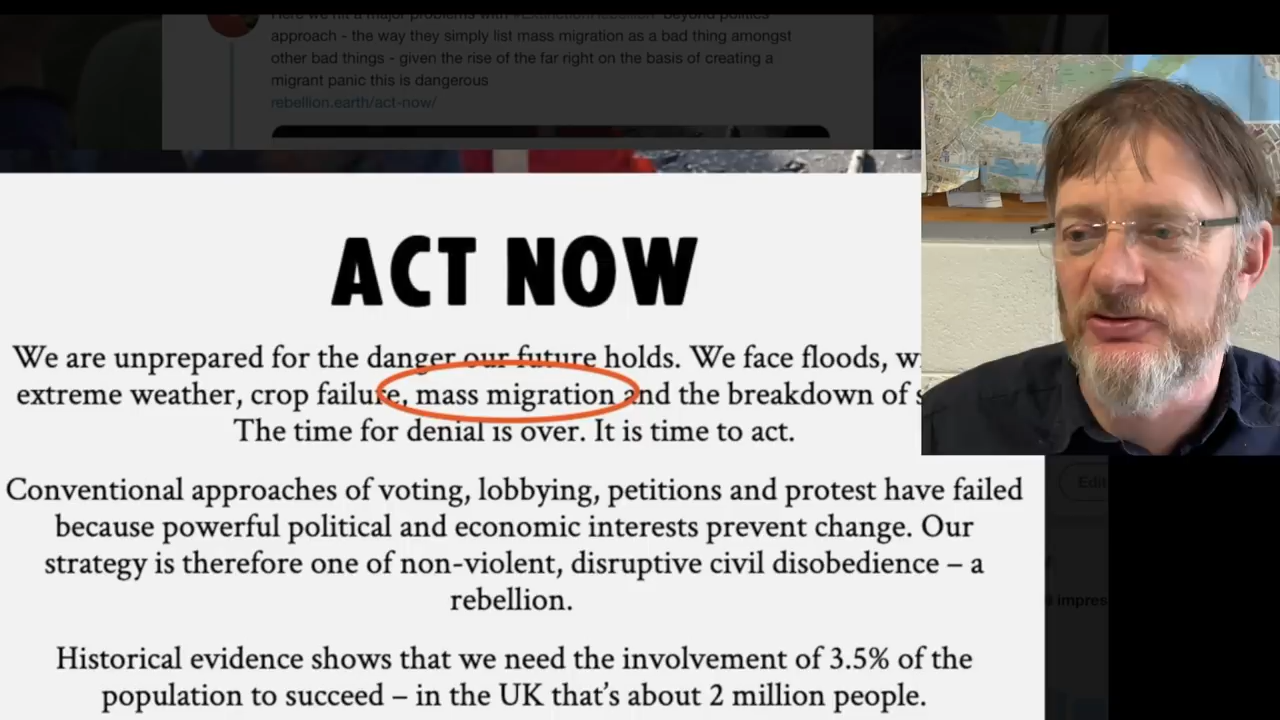 Here we hit a major problems with #ExtinctionRebellion 'beyond politics'
approach - the way they simply list mass migration as a bad thing amongst
other bad things - given the rise of the far right on the basis of creating a
migrant panic this is dangerous
rebellion.earth/act-now/
ACT NOW
We are unprepared for the danger our future holds. We face floods,
extreme weather, crop failure, mass migration and the breakdown of
The time for denial is over. It is time to act.
Conventional approaches of voting, lobbying, petitions and protest have failed
because powerful political and economic interests prevent change. Our
strategy is therefore one of non-violent, disruptive civil disobedience – a
rebellion.
Edit
impres
Historical evidence shows that we need the involvement of 3.5% of the
population to succeed – in the UK that's about 2 million people.